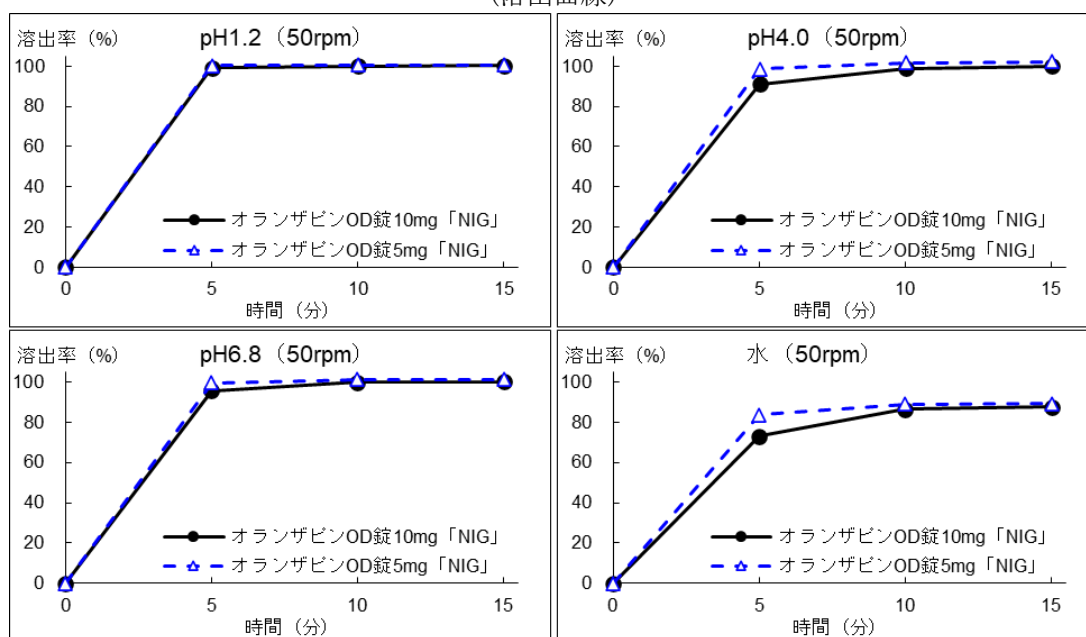 (溶出曲線)
溶出率 (%)
pH1.2 (50rpm)
100
80
60
40
20
0
オランザピンOD錠10mg「NIG」
オランザピンOD錠5mg「NIG」
0 5 10 15
時間 (分)
溶出率 (%)
pH4.0 (50rpm)
100
80
60
40
20
0
オランザピンOD錠10mg「NIG」
オランザピンOD錠5mg「NIG」
0 5 10 15
時間 (分)
溶出率 (%)
pH6.8 (50rpm)
100
80
60
40
20
0
オランザピンOD錠10mg「NIG」
オランザピンOD錠5mg「NIG」
0 5 10 15
時間 (分)
溶出率 (%)
水 (50rpm)
100
80
60
40
20
0
オランザピンOD錠10mg「NIG」
オランザピンOD錠5mg「NIG」
0 5 10 15
時間 (分)